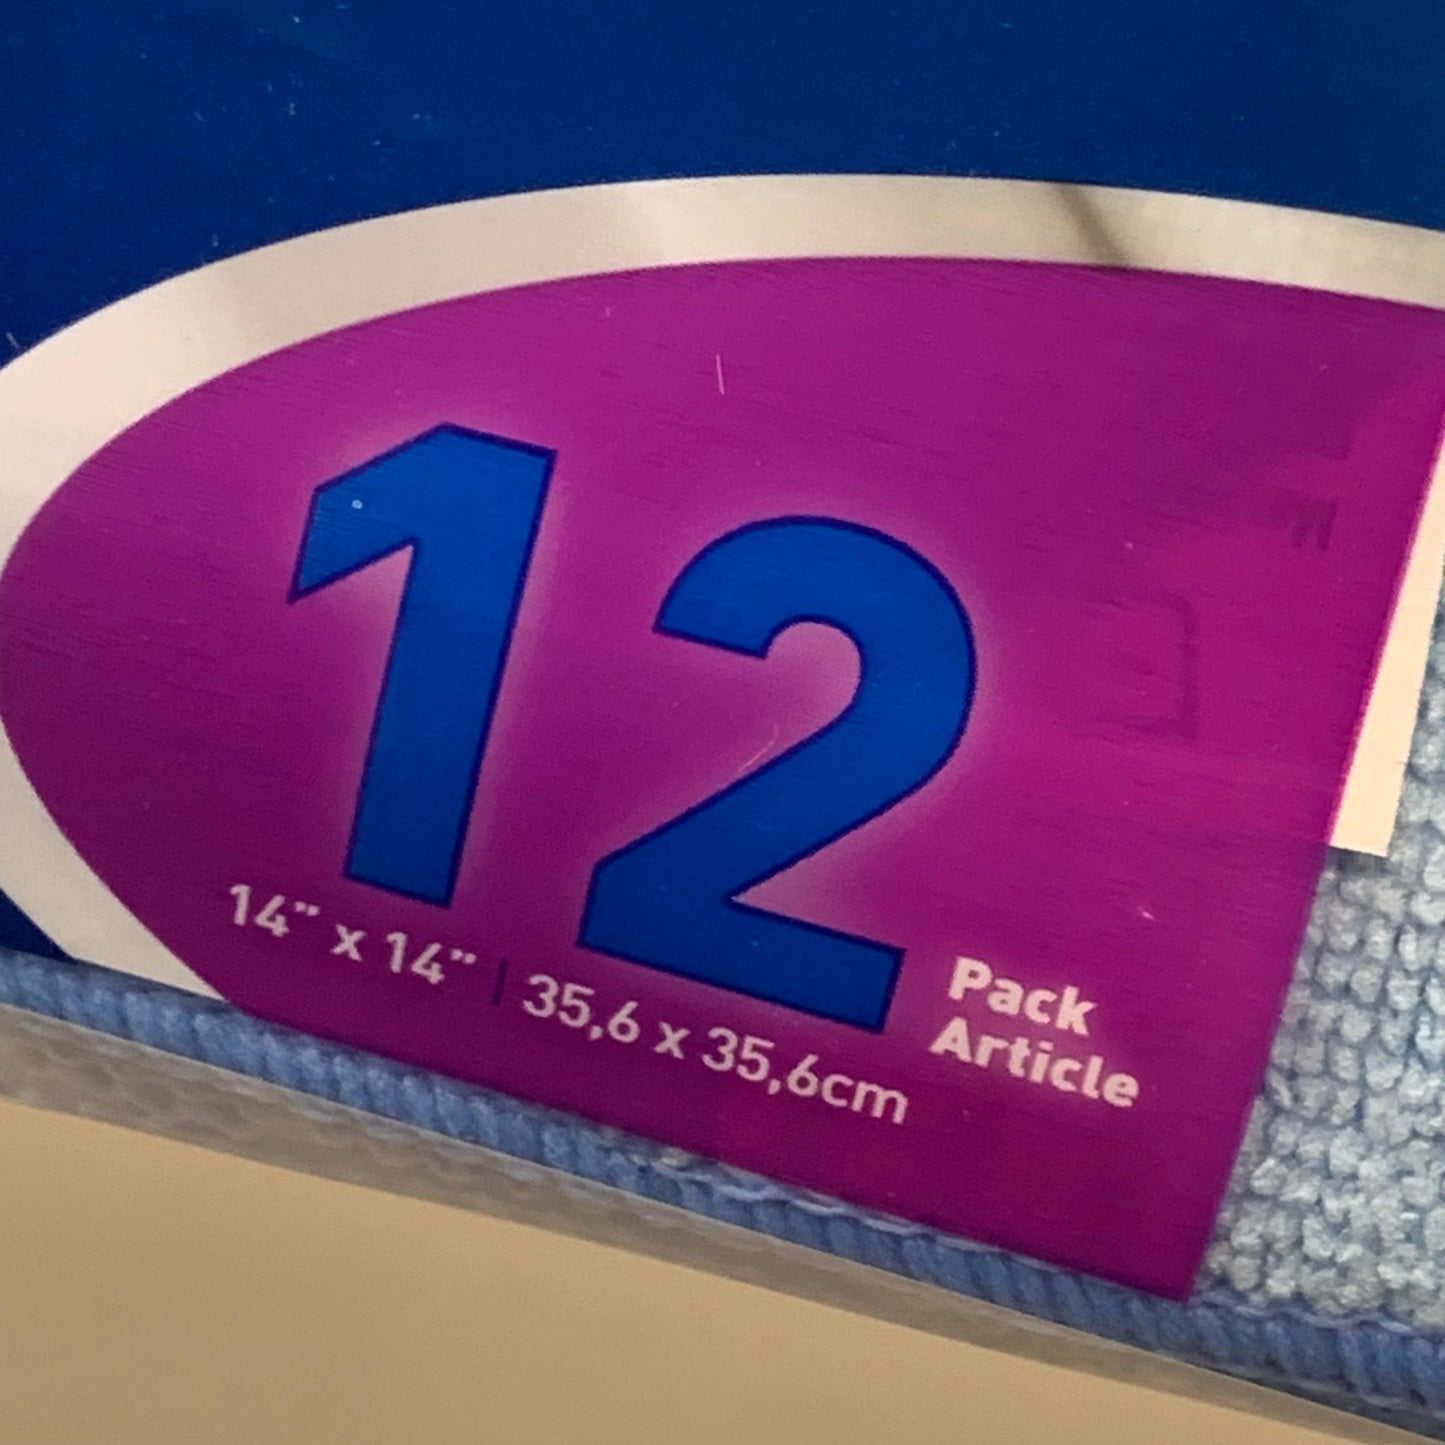 12
Pack
Article
14” x 14” | 35,6 x 35,6cm